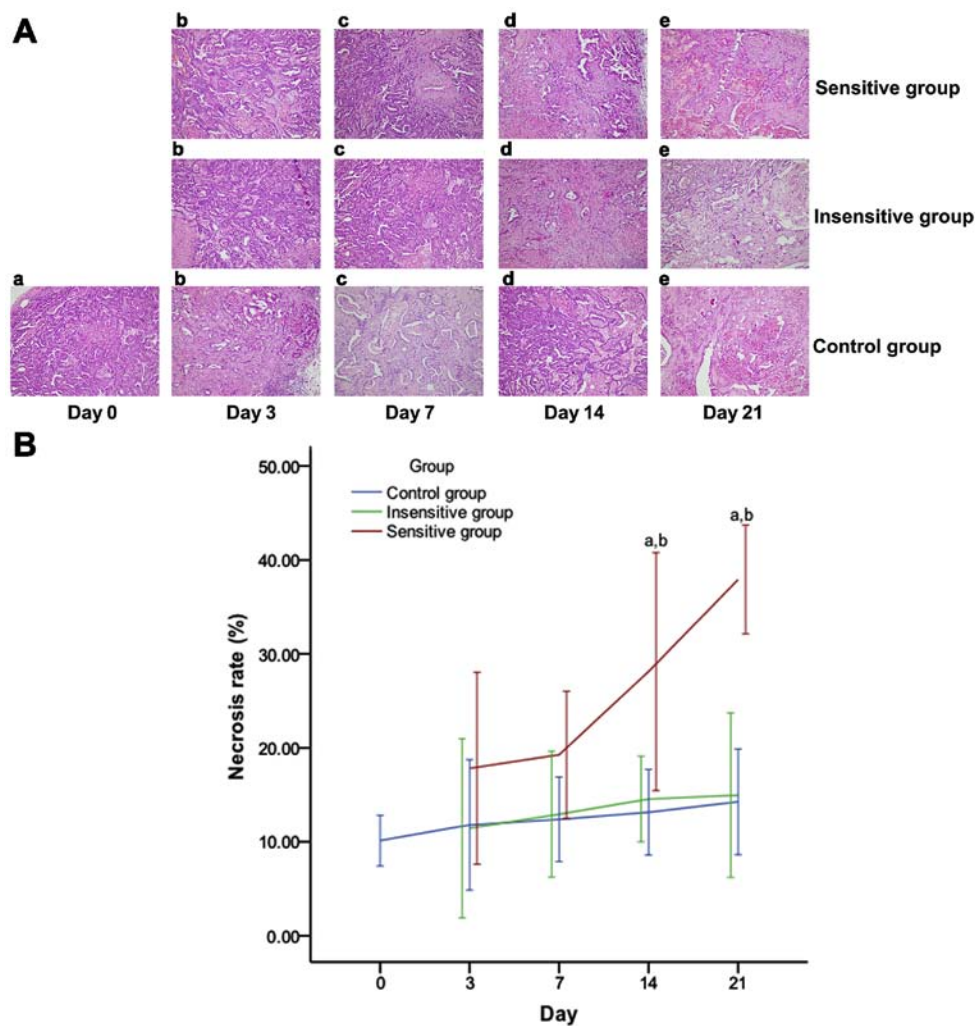 A
b c d e
Sensitive group
b c d e
Insensitive group
a b c d e
Control group
Day 0 Day 3 Day 7 Day 14 Day 21
B
50.00
40.00
30.00
20.00
10.00
0.00
Necrosis rate (%)
Group
Control group
Insensitive group
Sensitive group
a,b
a,b
0 3 7 14 21
Day